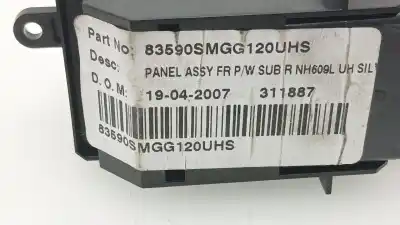 Part No: 83590SMGG120UHS
Desc: PANEL ASSY FR P/W SUB R NH609L UH SIL
D.O.M: 19-04-2007 311887
83590SMGG120UHS